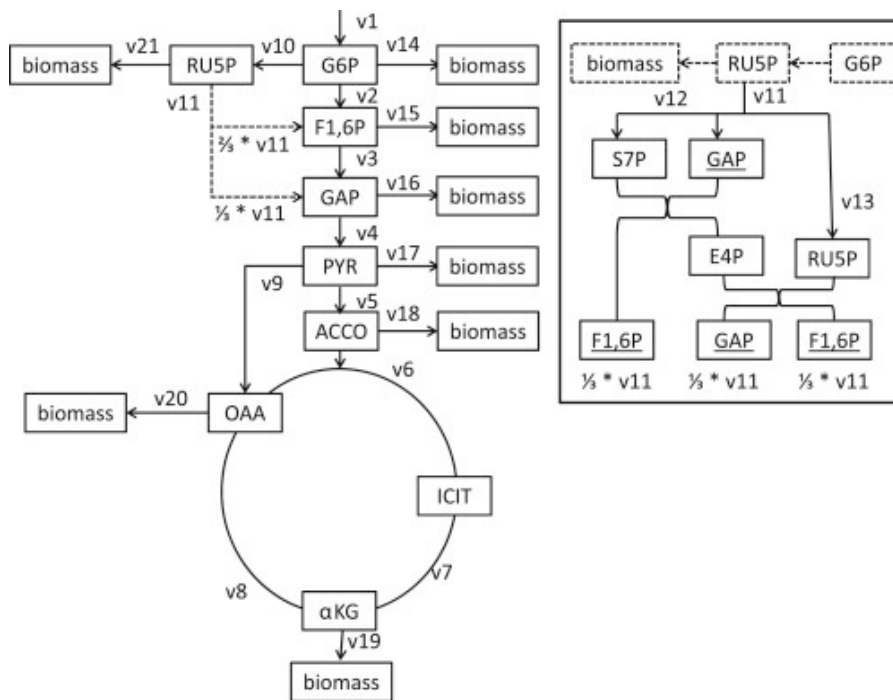 v1
v21
v10
v14
biomass
RU5P
G6P
biomass
v11
v2
F1,6P
v15
biomass
⅔ * v11
v3
GAP
v16
biomass
⅓ * v11
v4
PYR
v17
biomass
v9
v5
v18
ACCO
biomass
v6
biomass
v20
OAA
ICIT
v7
v8
αKG
v19
biomass
biomass
RU5P
G6P
v12
v11
S7P
GAP
v13
E4P
RU5P
F1,6P
GAP
F1,6P
⅓ * v11
⅓ * v11
⅓ * v11